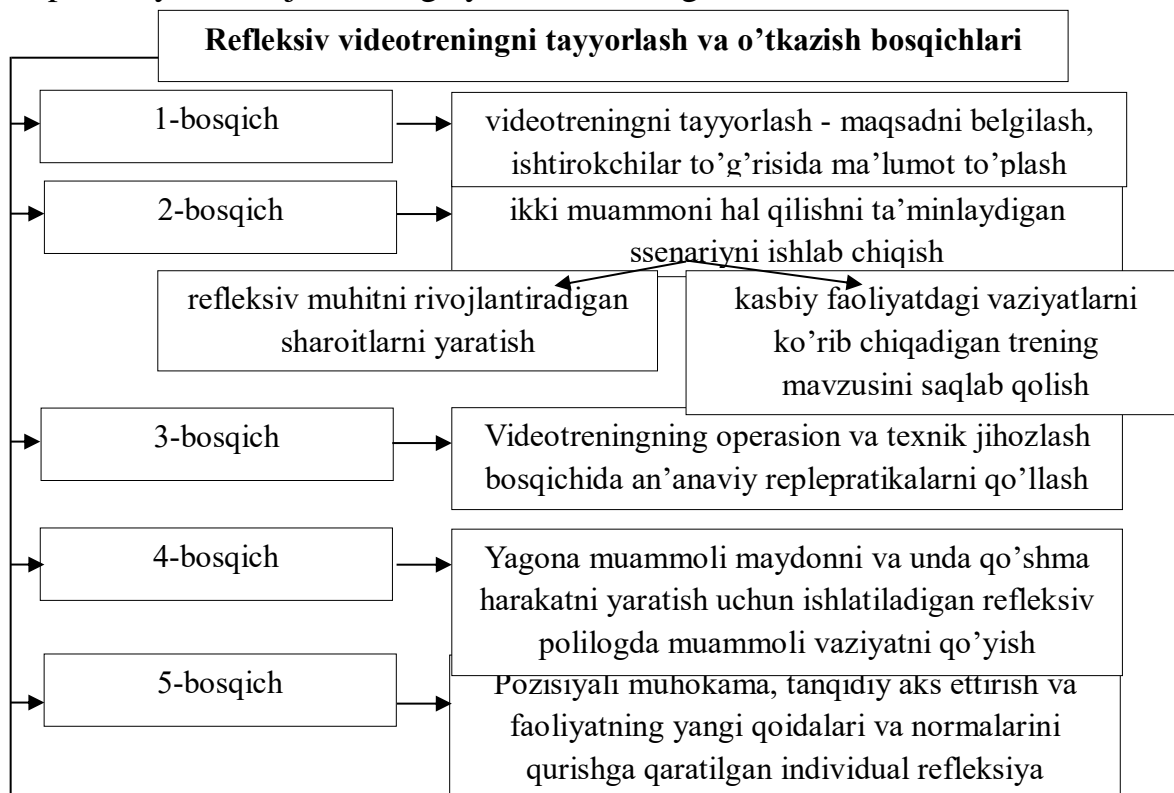 Refleksiv videotreningni tayyorlash va o’tkazish bosqichlari
1-bosqich
videotreningni tayyorlash - maqsadni belgilash,
ishtirokchilar to’g’risida ma’lumot to’plash
2-bosqich
ikki muammoni hal qilishni ta’minlaydigan
ssenariyni ishlab chiqish
refleksiv muhitni rivojlantiradigan
sharoitlarni yaratish
kasbiy faoliyatdagi vaziyatlarni
ko’rib chiqadigan trening
mavzusini saqlab qolish
3-bosqich
Videotreningning operasion va texnik jihozlash
bosqichida an’anaviy replepratikalarni qo’llash
4-bosqich
Yagona muammoli maydonni va unda qo’shma
harakatni yaratish uchun ishlatiladigan refleksiv
polilogda muammoli vaziyatni qo’yish
5-bosqich
Pozisiyali muhokama, tanqidiy aks ettirish va
faoliyatning yangi qoidalari va normalarini
qurishga qaratilgan individual refleksiya